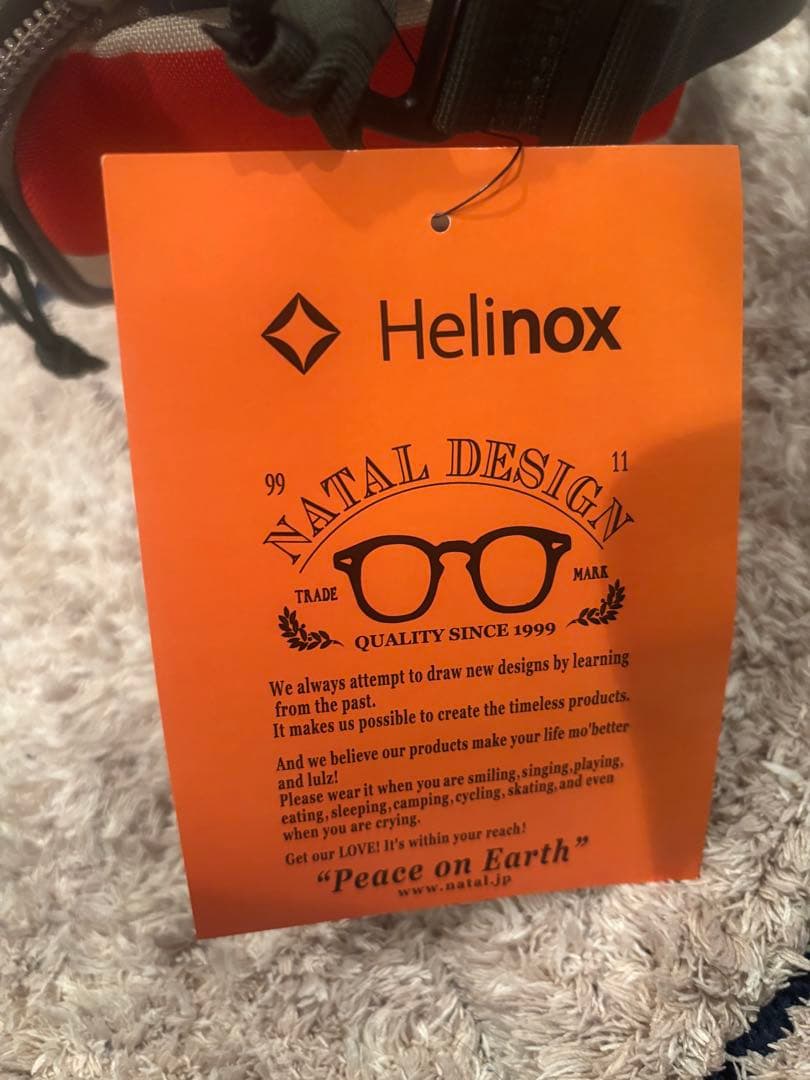 Helinox
99 NATAL DESIGN 11
TRADE MARK
QUALITY SINCE 1999
We always attempt to draw new designs by learning
from the past.
It makes us possible to create the timeless products.
And we believe our products make your life mo'better
and lulz!
Please wear it when you are smiling,singing,playing,
eating,sleeping,camping,cycling,skating,and even
when you are crying.
Get our LOVE! It's within your reach!
“Peace on Earth”
www.natal.jp